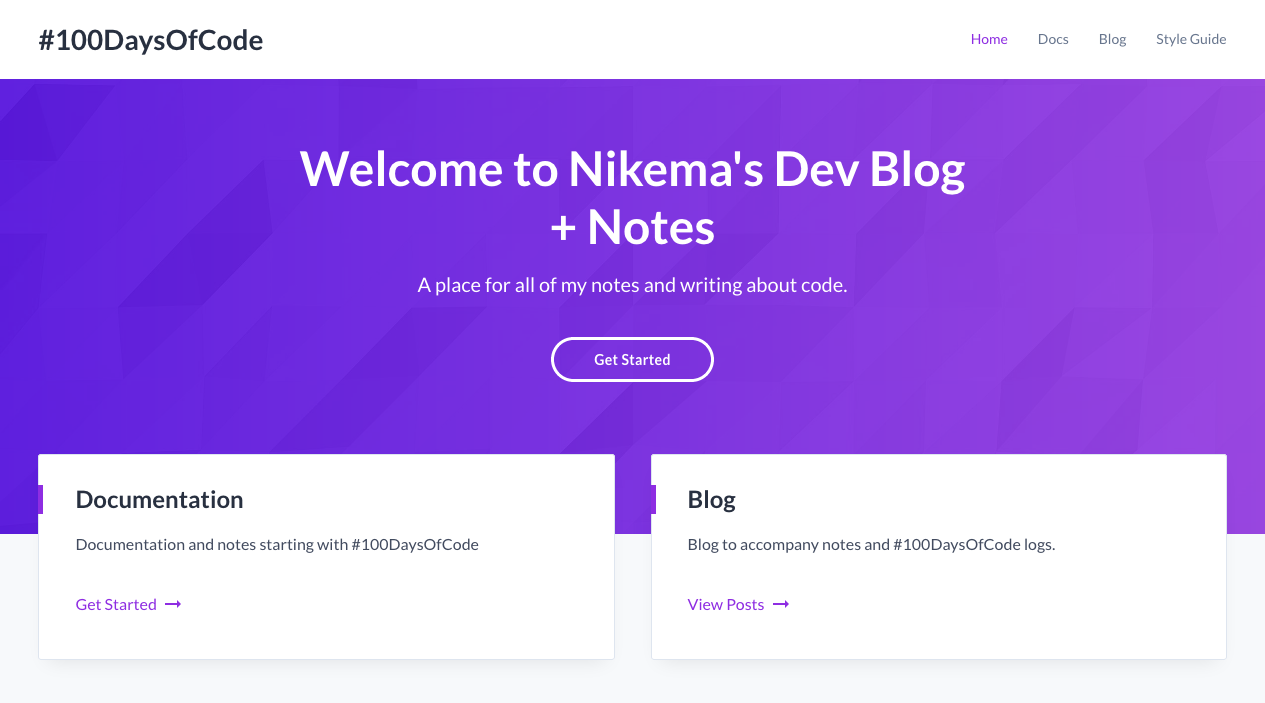 #100DaysOfCode
Home Docs Blog Style Guide
Welcome to Nikema's Dev Blog
+ Notes
A place for all of my notes and writing about code.
Get Started
Documentation
Documentation and notes starting with #100DaysOfCode
Get Started
Blog
Blog to accompany notes and #100DaysOfCode logs.
View Posts